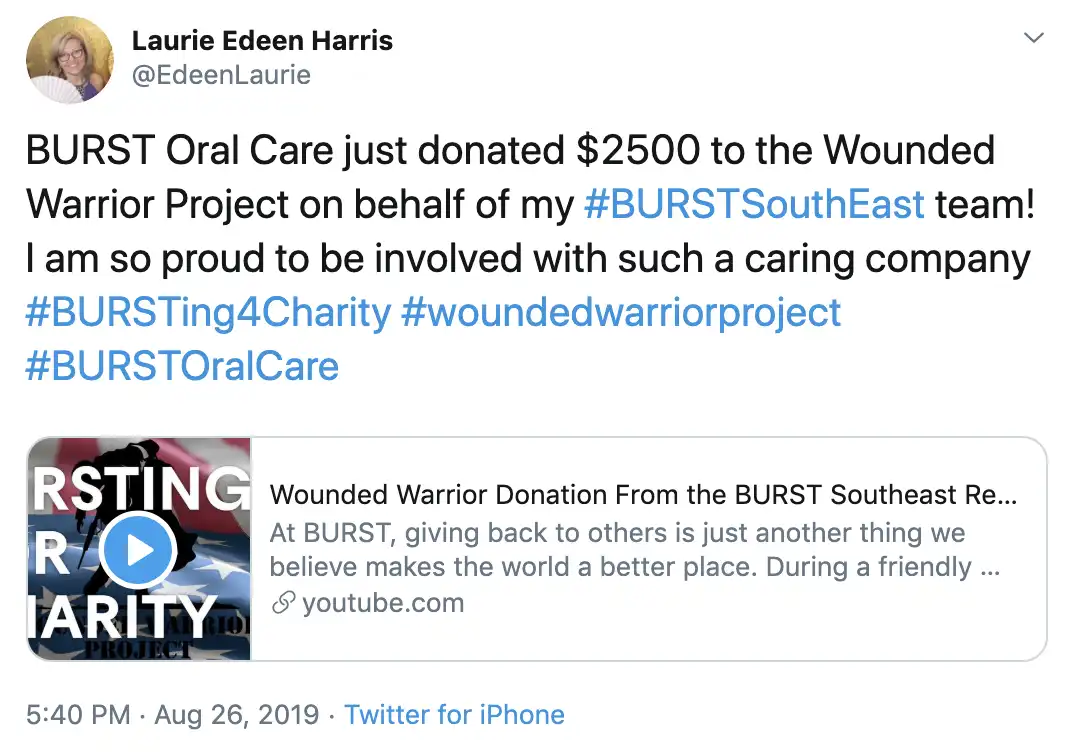 Laurie Edeen Harris
@EdeenLaurie
BURST Oral Care just donated $2500 to the Wounded
Warrior Project on behalf of my #BURSTSouthEast team!
I am so proud to be involved with such a caring company
#BURSTing4Charity #woundedwarriorproject
#BURSTOralCare
RSTING
R
HARITY
PROJECT
Wounded Warrior Donation From the BURST Southeast Re...
At BURST, giving back to others is just another thing we
believe makes the world a better place. During a friendly ...
youtube.com
5:40 PM · Aug 26, 2019 · Twitter for iPhone